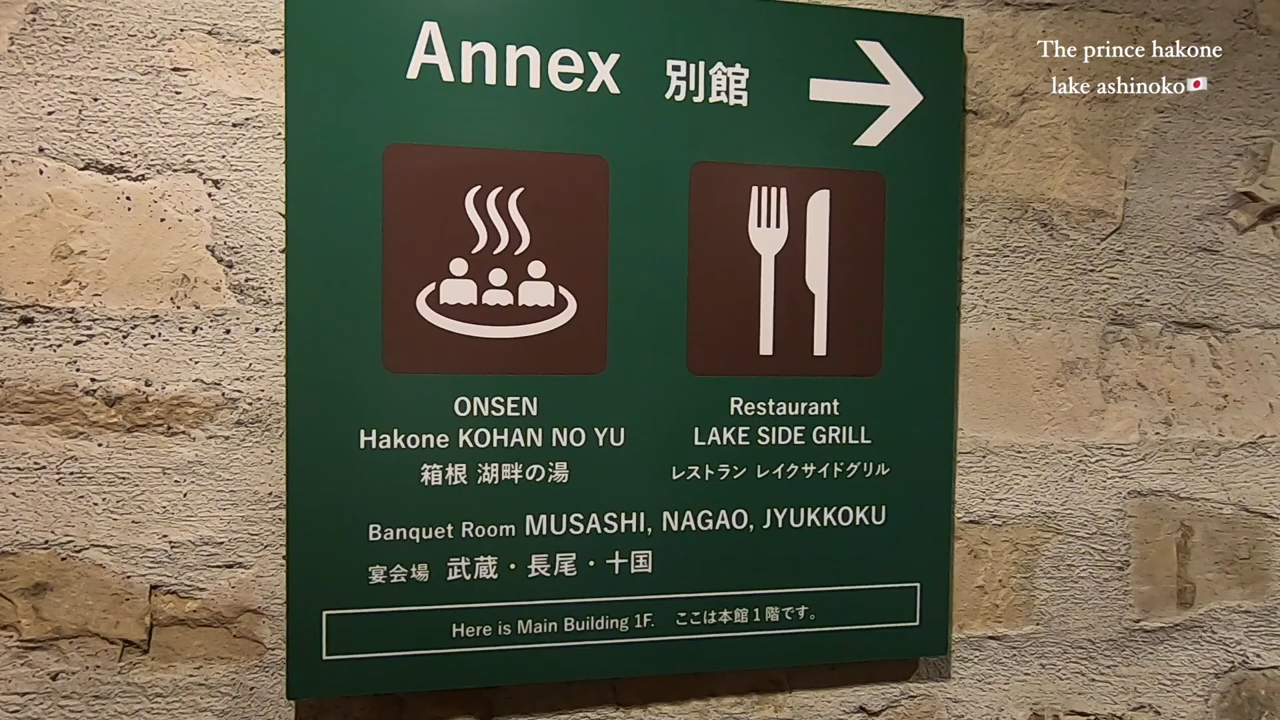 The prince hakone
lake ashinoko🇯🇵
Annex 別館
ONSEN
Hakone KOHAN NO YU
箱根 湖畔の湯
Restaurant
LAKE SIDE GRILL
レストラン レイクサイドグリル
Banquet Room MUSASHI, NAGAO, JYUKKOKU
宴会場 武蔵・長尾・十国
Here is Main Building 1F. ここは本館1階です。